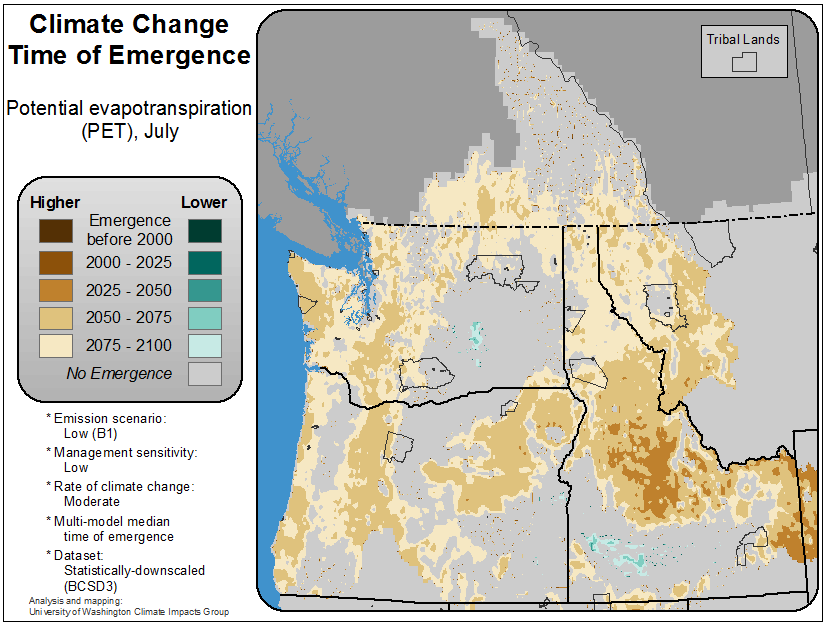 Climate Change
Time of Emergence
Potential evapotranspiration
(PET), July
Higher
Lower
Emergence
before 2000
2000 - 2025
2025 - 2050
2050 - 2075
2075 - 2100
No Emergence
* Emission scenario:
Low (B1)
* Management sensitivity:
Low
* Rate of climate change:
Moderate
* Multi-model median
time of emergence
* Dataset:
Statistically-downscaled
(BCSD3)
Analysis and mapping:
University of Washington Climate Impacts Group
Tribal Lands